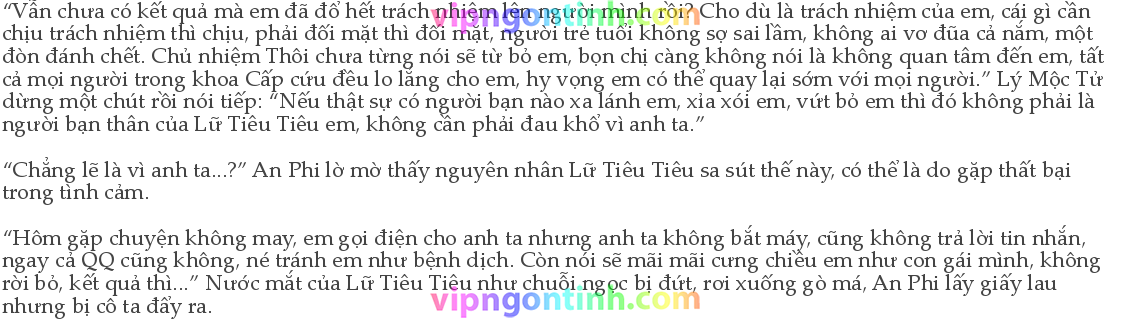 “Vẫn chưa có kết quả mà em đã đổ hết trách nhiệm lên người mình rồi? Cho dù là trách nhiệm của em, cái gì cần
chịu trách nhiệm thì chịu, phải đối mặt thì đối mặt, người trẻ tuổi không sợ sai lầm, không ai vơ đũa cả nắm, một
đòn đánh chết. Chủ nhiệm Thôi chưa từng nói sẽ từ bỏ em, bọn chị càng không nói là không quan tâm đến em, tất
cả mọi người trong khoa Cấp cứu đều lo lắng cho em, hy vọng em có thể quay lại sớm với mọi người.” Lý Mộc Tử
dừng một chút rồi nói tiếp: “Nếu thật sự có người bạn nào xa lánh em, xỉa xói em, vứt bỏ em thì đó không phải là
người bạn thân của Lữ Tiêu Tiêu em, không cần phải đau khổ vì anh ta.”
“Chẳng lẽ là vì anh ta...?” An Phi lờ mờ thấy nguyên nhân Lữ Tiêu Tiêu sa sút thế này, có thể là do gặp thất bại
trong tình cảm.
“Hôm gặp chuyện không may, em gọi điện cho anh ta nhưng anh ta không bắt máy, cũng không trả lời tin nhắn,
ngay cả QQ cũng không, né tránh em như bệnh dịch. Còn nói sẽ mãi mãi cưng chiều em như con gái mình, không
rời bỏ, kết quả thì...” Nước mắt của Lữ Tiêu Tiêu như chuỗi ngọc bị đứt, rơi xuống gò má, An Phi lấy giấy lau
nhưng bị cô ta đẩy ra.
vipngontinh.com
vipngontinh.com